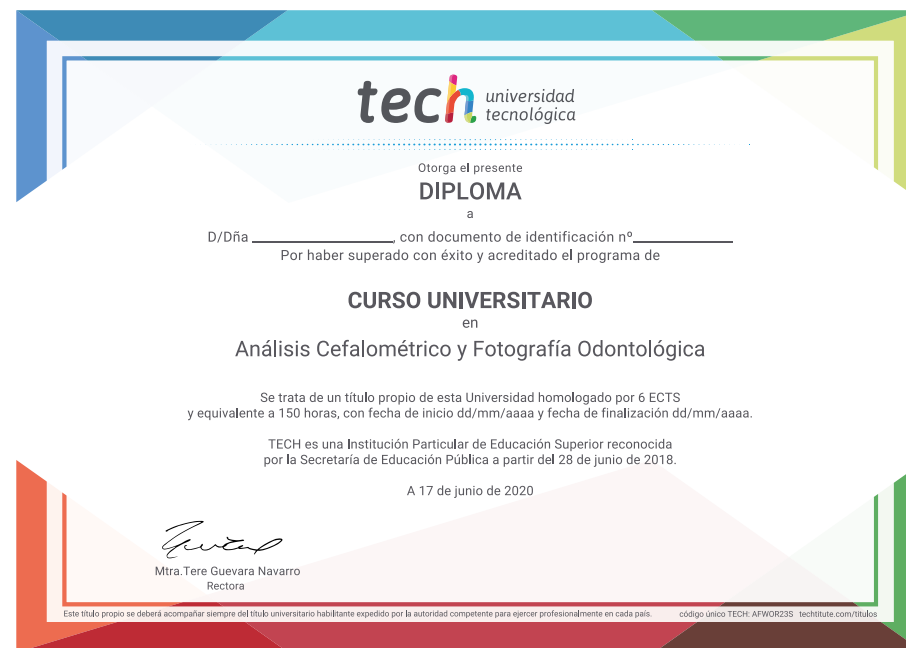 tech universidad
tecnológica
Otorga el presente
DIPLOMA
a
D/Dña ____________________, con documento de identificación nº______________
Por haber superado con éxito y acreditado el programa de
CURSO UNIVERSITARIO
en
Análisis Cefalométrico y Fotografía Odontológica
Se trata de un título propio de esta Universidad homologado por 6 ECTS
y equivalente a 150 horas, con fecha de inicio dd/mm/aaaa y fecha de finalización dd/mm/aaaa.
TECH es una Institución Particular de Educación Superior reconocida
por la Secretaría de Educación Pública a partir del 28 de junio de 2018.
A 17 de junio de 2020
Mtra.Tere Guevara Navarro
Rectora
Este título propio se deberá acompañar siempre del título universitario habilitante expedido por la autoridad competente para ejercer profesionalmente en cada país. código único TECH: AFWOR23S techtitute.com/titulos